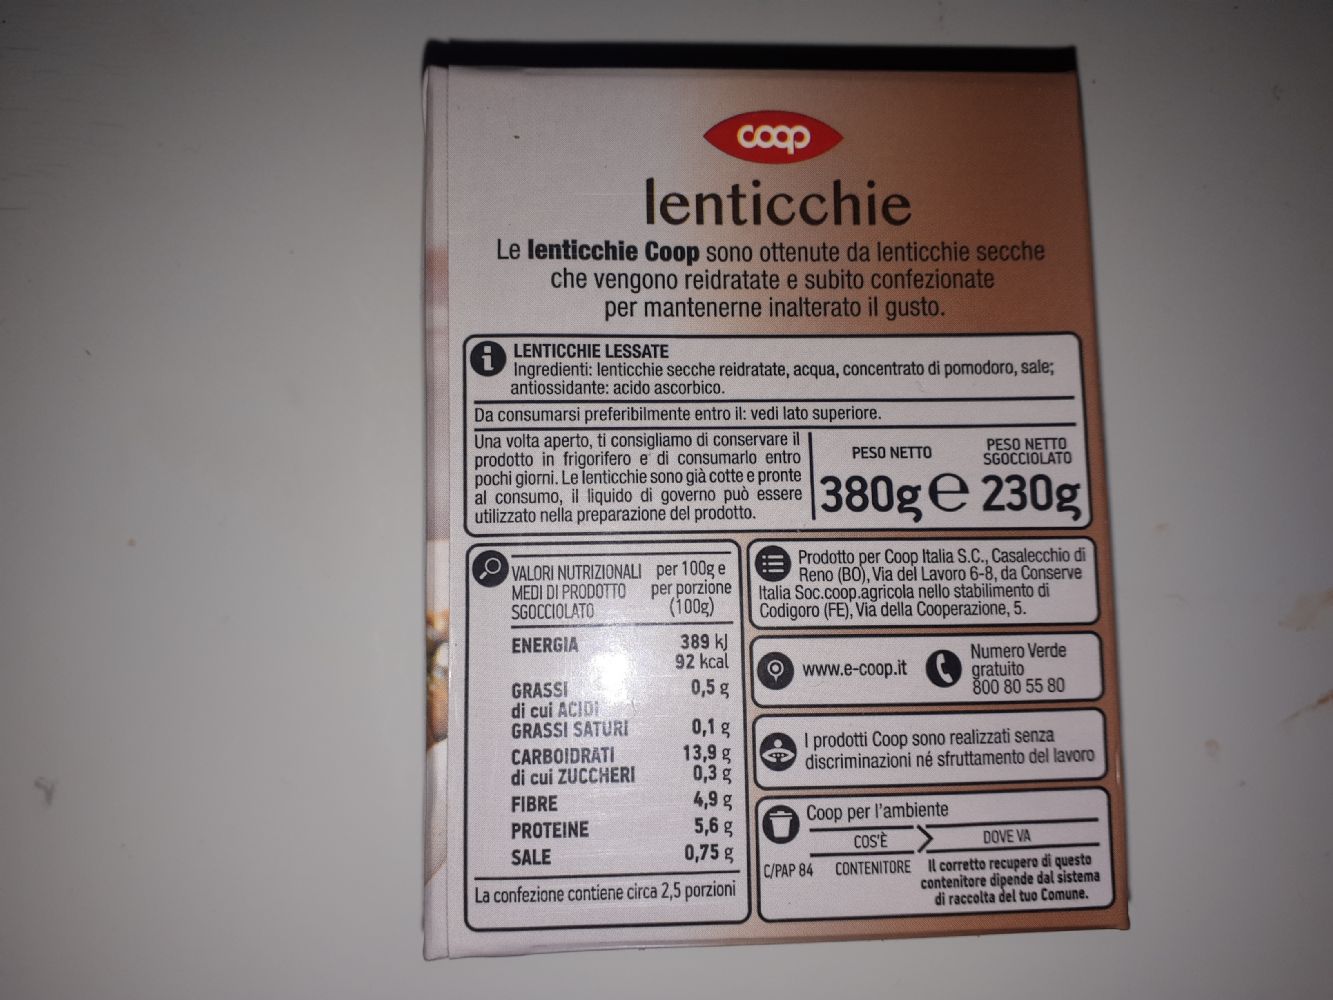 coop
lenticchie
Le lenticchie Coop sono ottenute da lenticchie secche
che vengono reidratate e subito confezionate
per mantenerne inalterato il gusto.
i
LENTICCHIE LESSATE
Ingredienti: lenticchie secche reidratate, acqua, concentrato di pomodoro, sale;
antiossidante: acido ascorbico.
Da consumarsi preferibilmente entro il: vedi lato superiore.
Una volta aperto, ti consigliamo di conservare il
prodotto in frigorifero e di consumarlo entro
pochi giorni. Le lenticchie sono già cotte e pronte
al consumo, il liquido di governo può essere
utilizzato nella preparazione del prodotto.
PESO NETTO
380g e
PESO NETTO
SGOCCIOLATO
230g
VALORI NUTRIZIONALI per 100g e
MEDI DI PRODOTTO per porzione
SGOCCIOLATO (100g)
ENERGIA 389 kJ
92 kcal
GRASSI 0,5 g
di cui ACIDI
GRASSI SATURI 0,1 g
CARBOIDRATI 13,9 g
di cui ZUCCHERI 0,3 g
FIBRE 4,9 g
PROTEINE 5,6 g
SALE 0,75 g
La confezione contiene circa 2,5 porzioni
Prodotto per Coop Italia S.C., Casalecchio di
Reno (BO), Via del Lavoro 6-8, da Conserve
Italia Soc.coop.agricola nello stabilimento di
Codigoro (FE), Via della Cooperazione, 5.
www.e-coop.it
Numero Verde
gratuito
800 80 55 80
I prodotti Coop sono realizzati senza
discriminazioni né sfruttamento del lavoro
Coop per l'ambiente
COS'È DOVE VA
C/PAP 84 CONTENITORE
Il corretto recupero di questo
contenitore dipende dal sistema
di raccolta del tuo Comune.